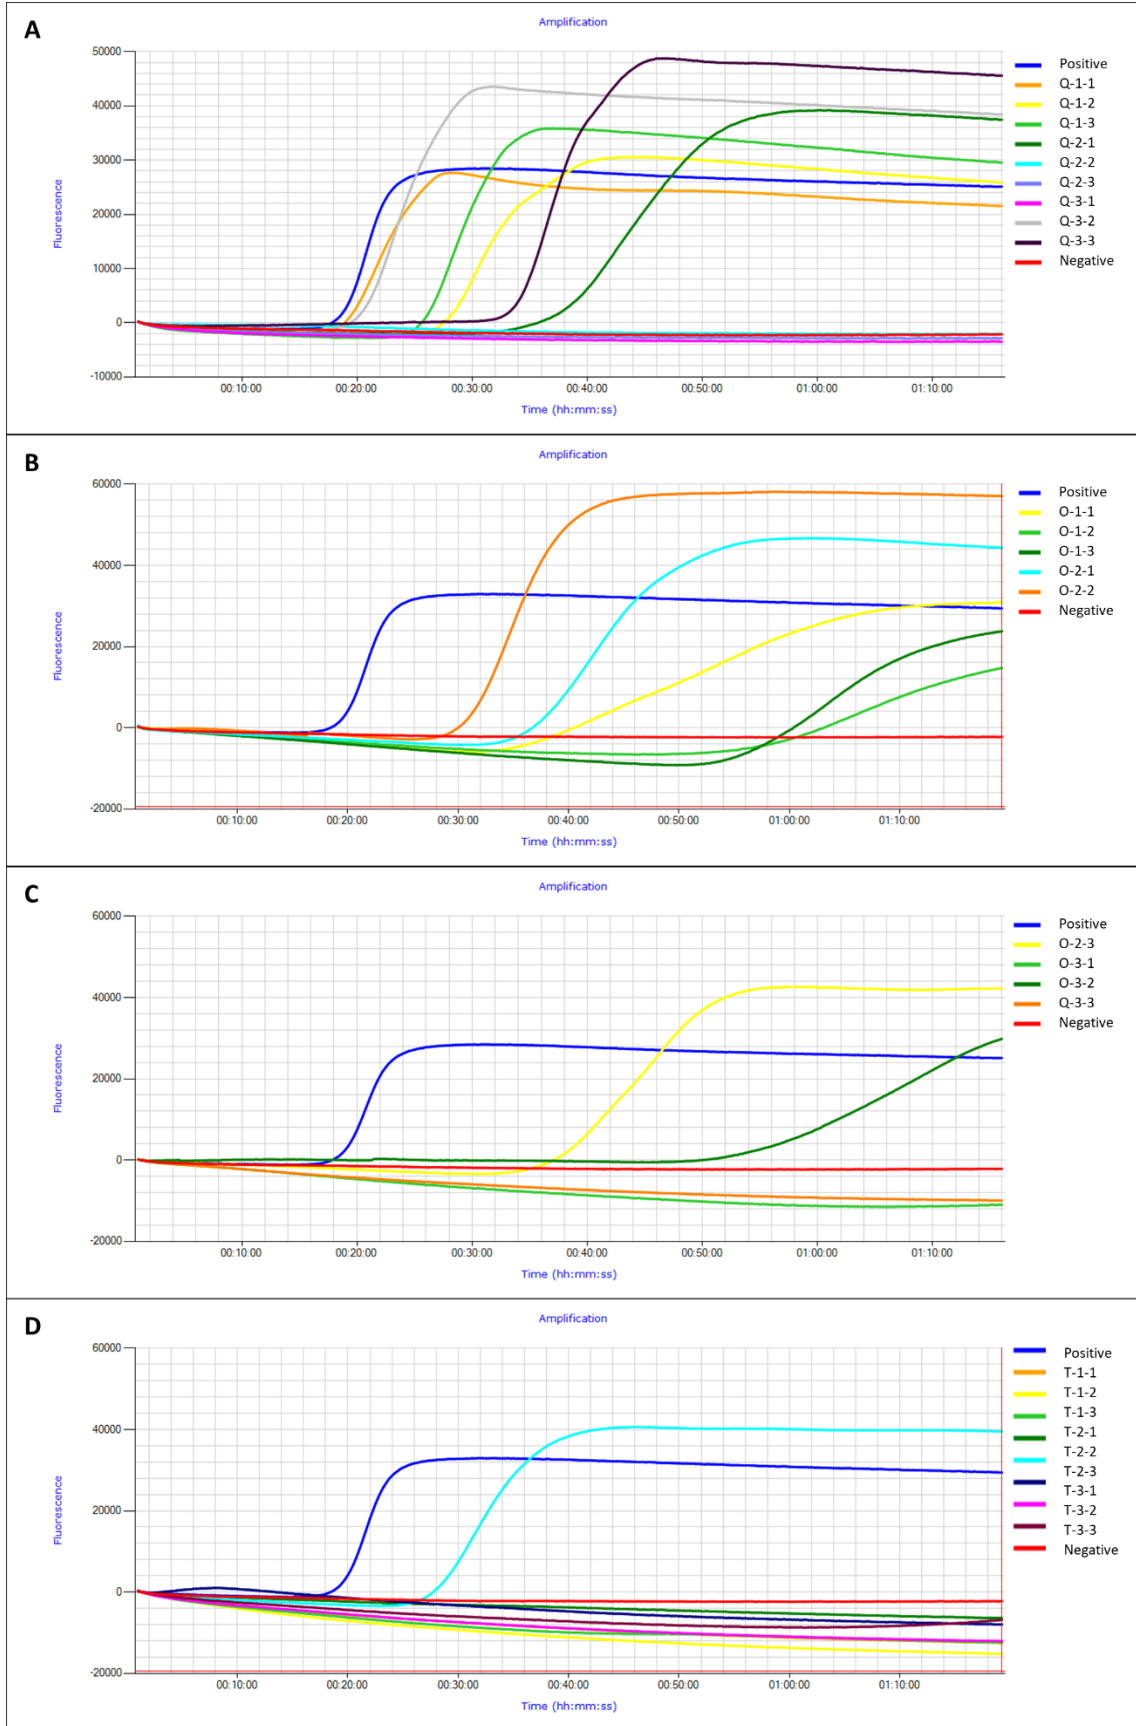 A
Amplification
50000
40000
30000
20000
10000
0
-10000
Fluorescence
00:10:00 00:20:00 00:30:00 00:40:00 00:50:00 01:00:00 01:10:00
Time (hh:mm:ss)
Positive
Q-1-1
Q-1-2
Q-1-3
Q-2-1
Q-2-2
Q-2-3
Q-3-1
Q-3-2
Q-3-3
Negative
B
Amplification
60000
40000
20000
0
-20000
Fluorescence
00:10:00 00:20:00 00:30:00 00:40:00 00:50:00 01:00:00 01:10:00
Time (hh:mm:ss)
Positive
O-1-1
O-1-2
O-1-3
O-2-1
O-2-2
Negative
C
Amplification
60000
40000
20000
0
-20000
Fluorescence
00:10:00 00:20:00 00:30:00 00:40:00 00:50:00 01:00:00 01:10:00
Time (hh:mm:ss)
Positive
O-2-3
O-3-1
O-3-2
Q-3-3
Negative
D
Amplification
60000
40000
20000
0
-20000
Fluorescence
00:10:00 00:20:00 00:30:00 00:40:00 00:50:00 01:00:00 01:10:00
Time (hh:mm:ss)
Positive
T-1-1
T-1-2
T-1-3
T-2-1
T-2-2
T-2-3
T-3-1
T-3-2
T-3-3
Negative